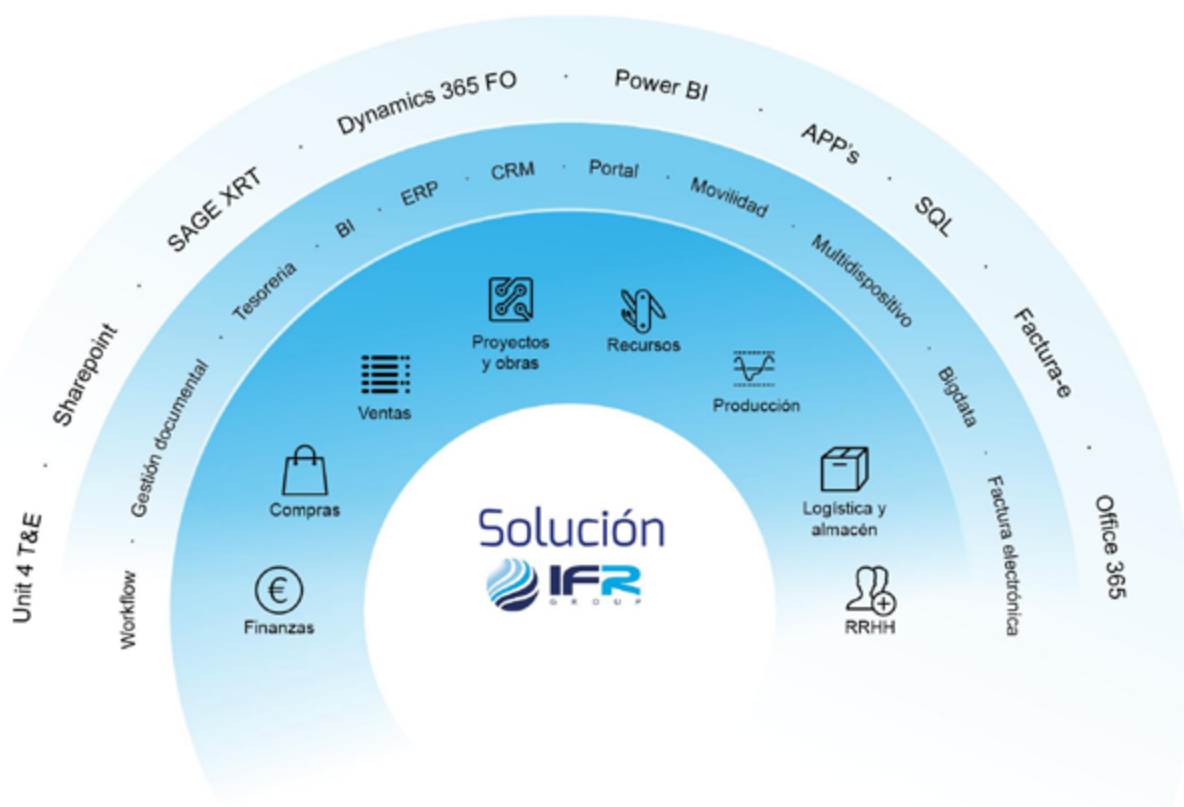 Unit 4 T&E · Sharepoint · SAGE XRT · Dynamics 365 FO · Power BI · APP's · SQL · Factura-e · Office 365
Workflow · Gestión documental · Tesoreria · BI · ERP · CRM · Portal · Movilidad · Multidispositivo · Bigdata · Factura electrónica
Finanzas
Compras
Ventas
Proyectos
y obras
Recursos
Producción
Logística y
almacén
RRHH
Solución
IFR
GROUP